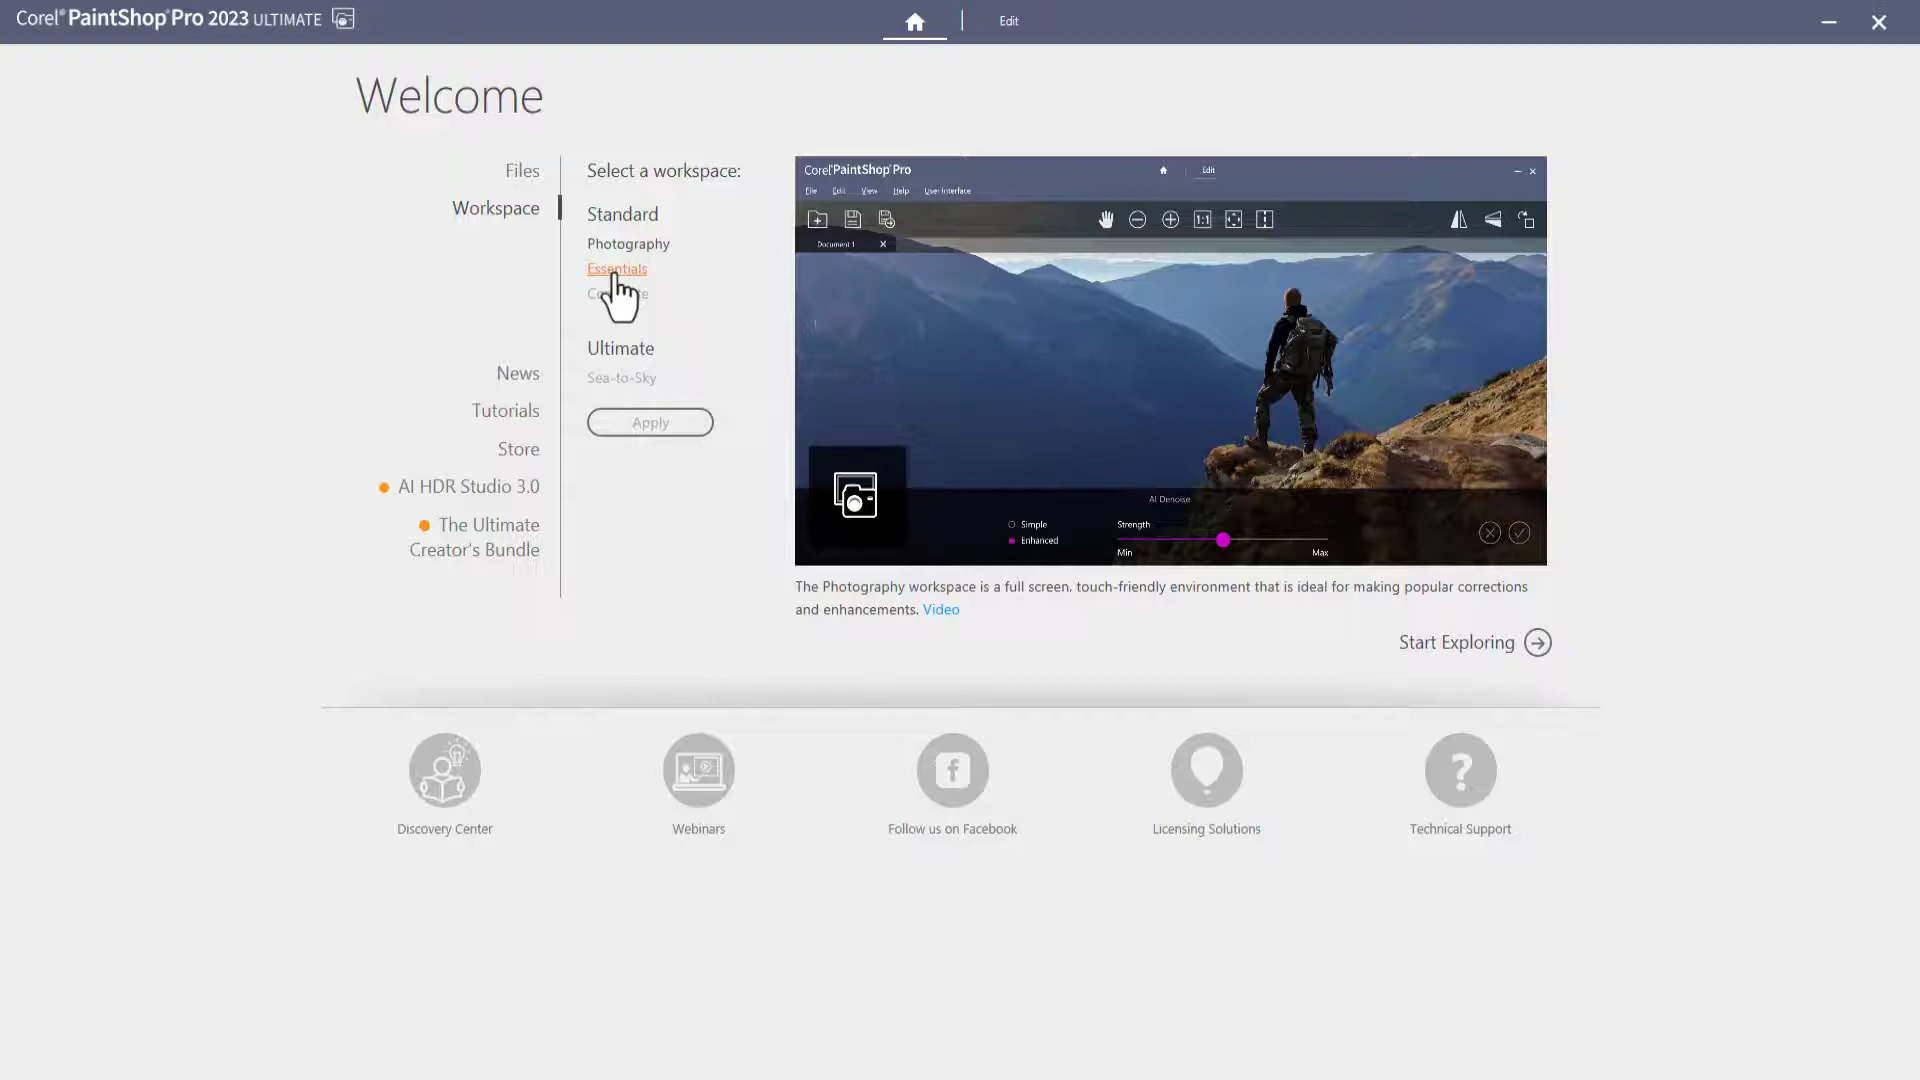 Corel® PaintShop® Pro 2023 ULTIMATE
Edit
Welcome
Files
Workspace
News
Tutorials
Store
AI HDR Studio 3.0
The Ultimate
Creator's Bundle
Select a workspace:
Standard
Photography
Essentials
Ultimate
Sea-to-Sky
Apply
Corel® PaintShop® Pro
Edit
File Edit View Help User Interface
1:1
Document 1
AI Denoise
Simple
Strength
Enhanced
Min Max
The Photography workspace is a full screen, touch-friendly environment that is ideal for making popular corrections
and enhancements. Video
Start Exploring
Discovery Center
Webinars
Follow us on Facebook
Licensing Solutions
Technical Support